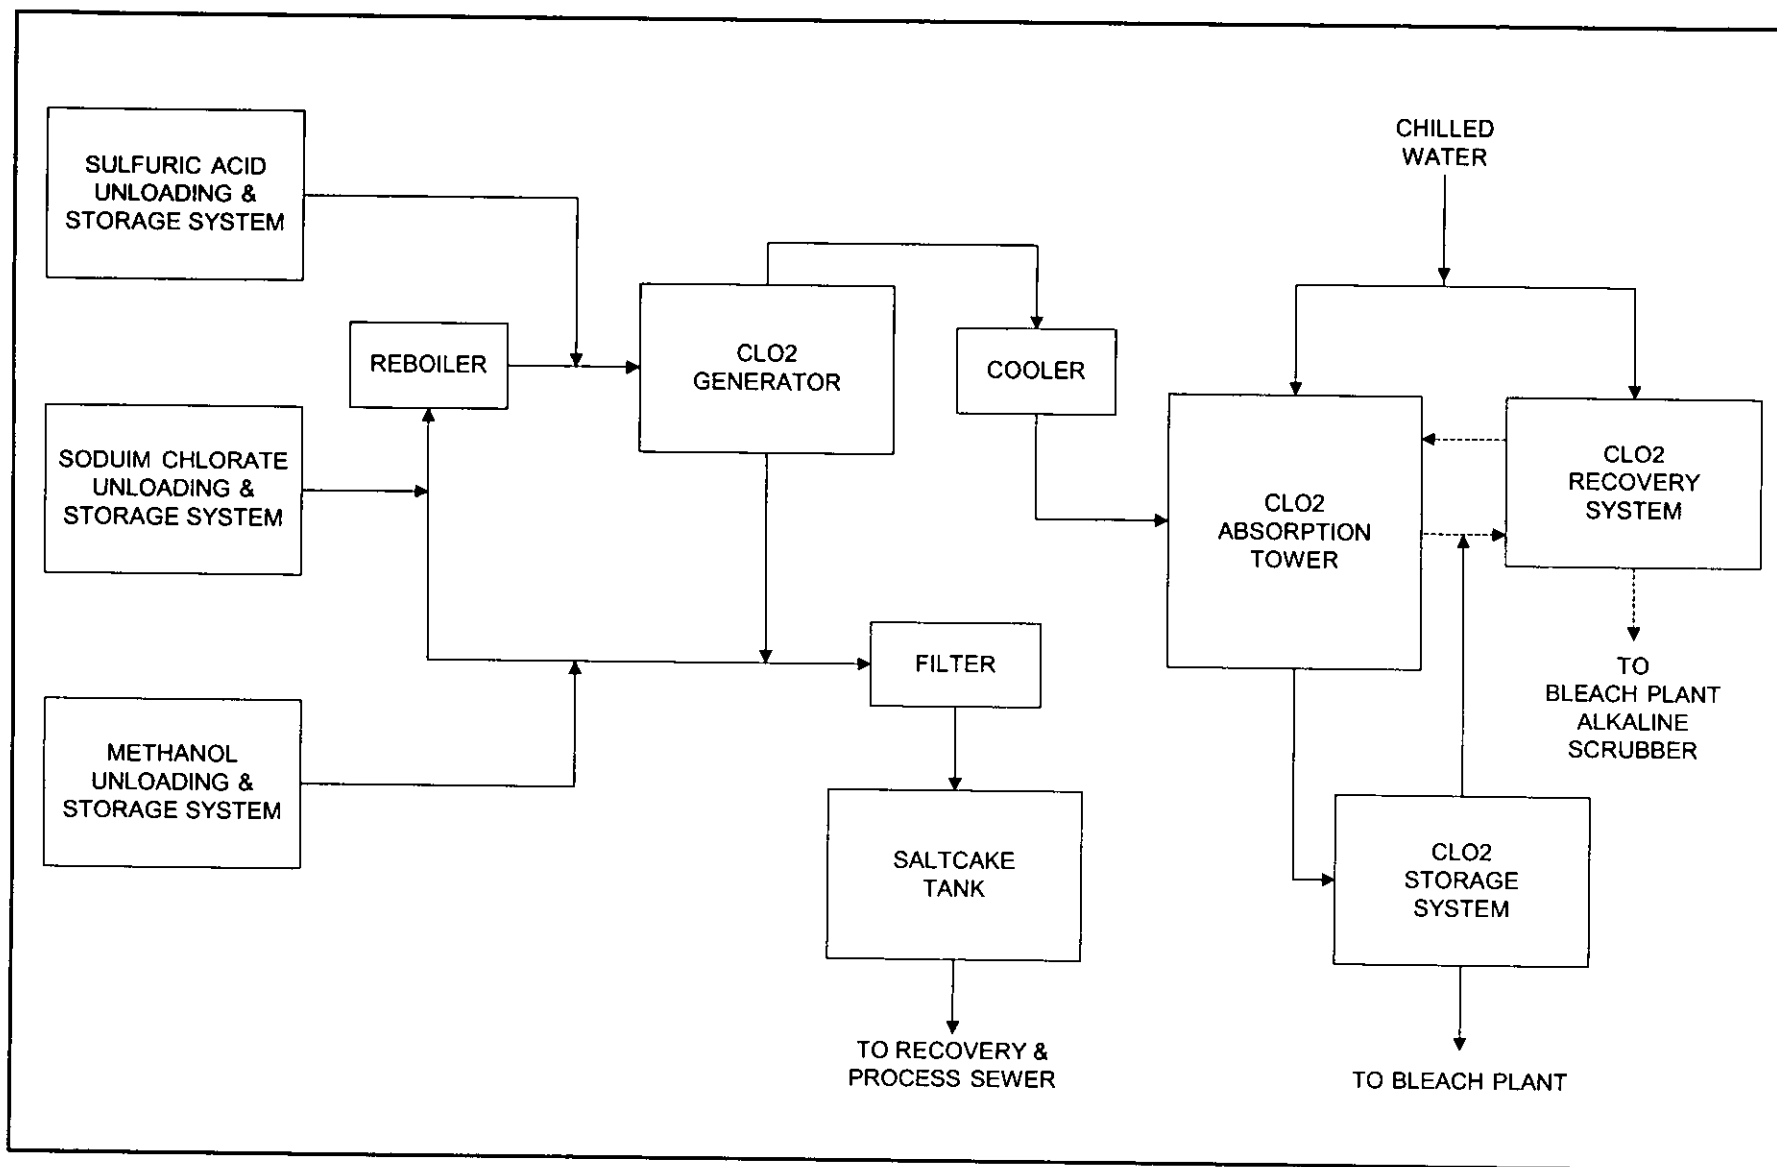 SULFURIC ACID
UNLOADING &
STORAGE SYSTEM
CHILLED
WATER
REBOILER
CLO2
GENERATOR
COOLER
SODUIM CHLORATE
UNLOADING &
STORAGE SYSTEM
CLO2
ABSORPTION
TOWER
CLO2
RECOVERY
SYSTEM
FILTER
TO
BLEACH PLANT
ALKALINE
SCRUBBER
METHANOL
UNLOADING &
STORAGE SYSTEM
SALTCAKE
TANK
CLO2
STORAGE
SYSTEM
TO RECOVERY &
PROCESS SEWER
TO BLEACH PLANT